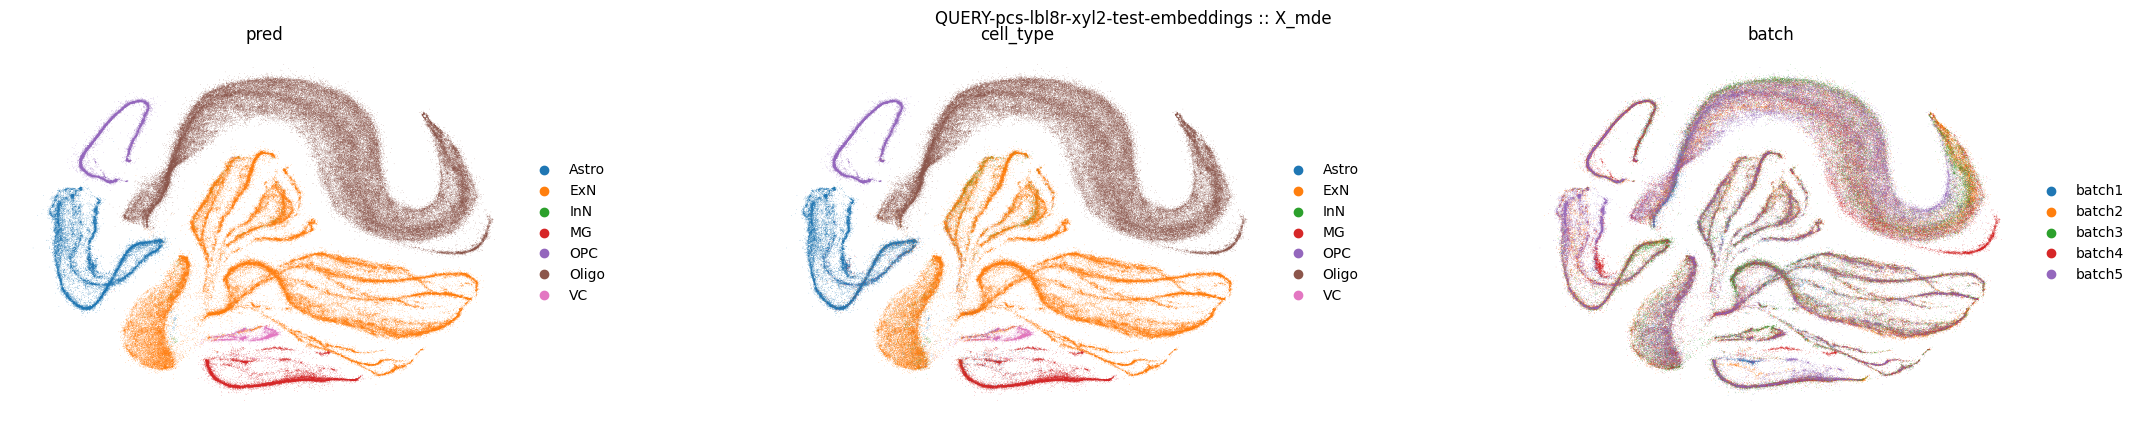 QUERY-pcs-lbl8r-xyl2-test-embeddings :: X_mde
pred
Astro
ExN
InN
MG
OPC
Oligo
VC
cell_type
Astro
ExN
InN
MG
OPC
Oligo
VC
batch
batch1
batch2
batch3
batch4
batch5